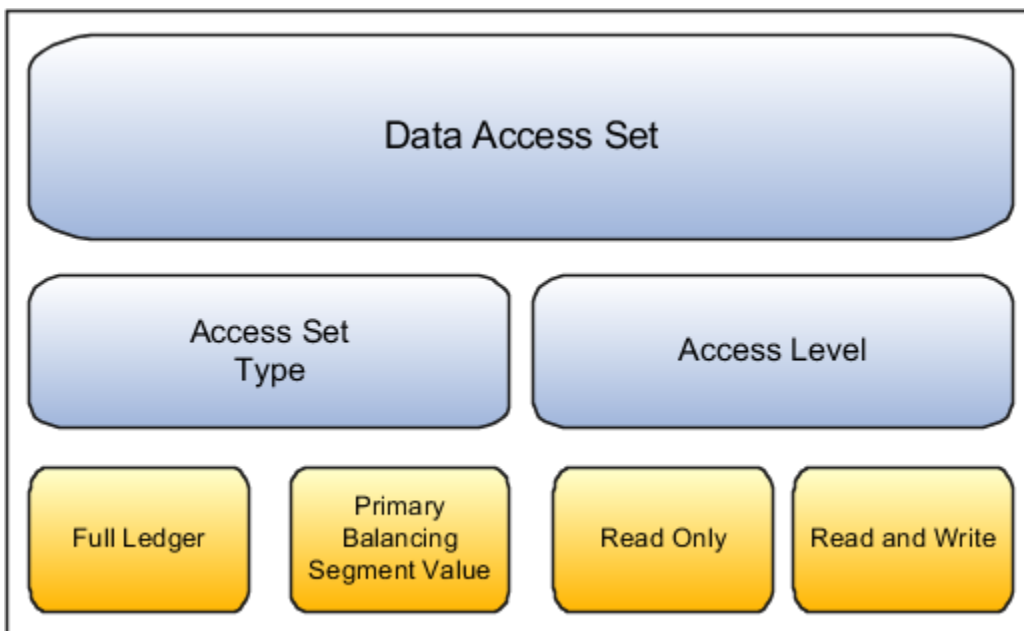 Data Access Set
Access Set
Type
Access Level
Full Ledger
Primary
Balancing
Segment Value
Read Only
Read and Write